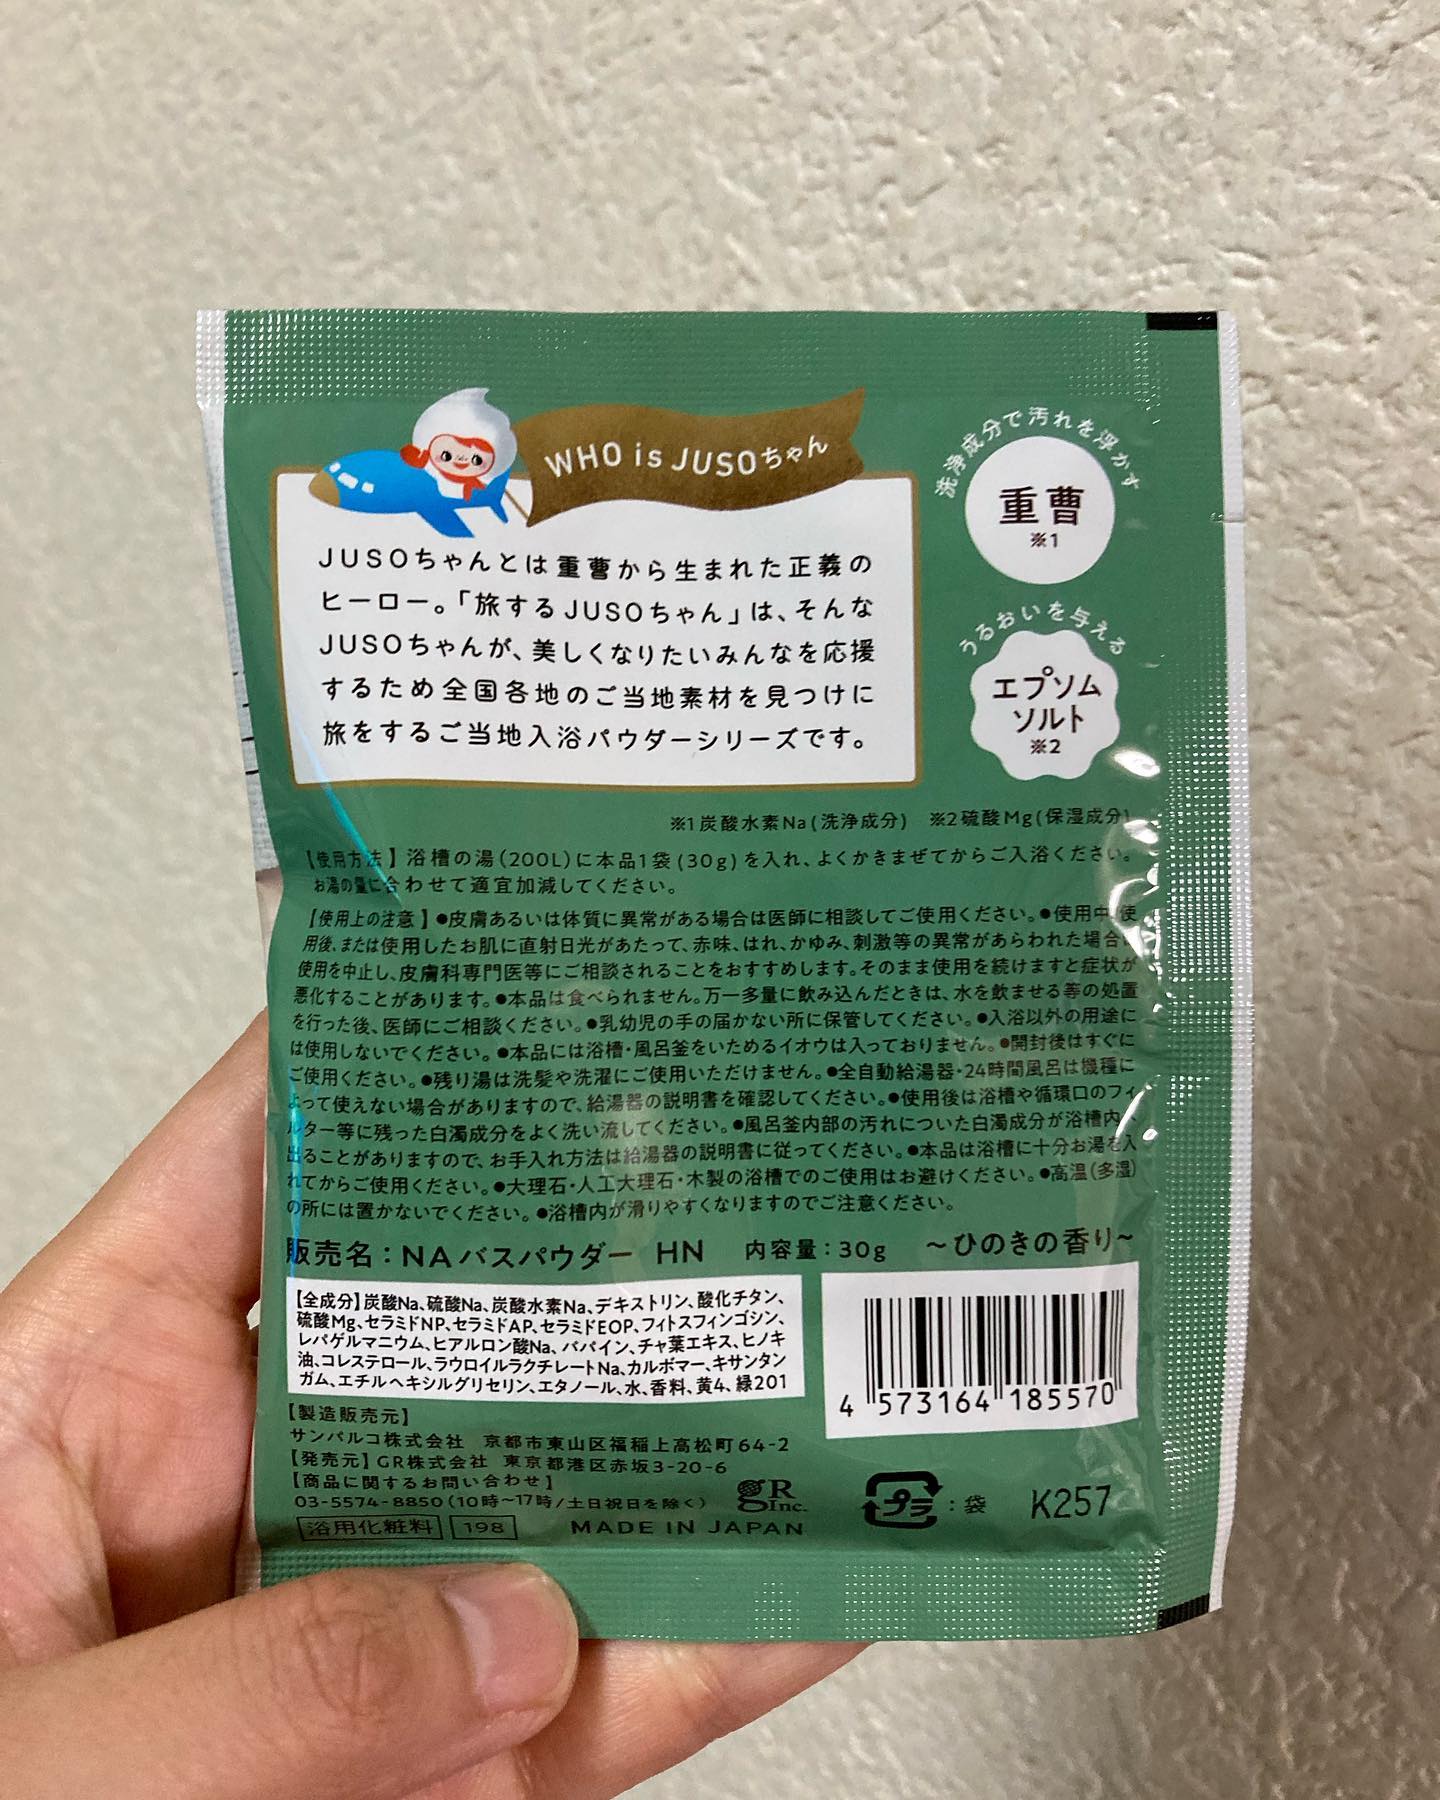 WHO is JUSOちゃん
JUSOちゃんとは重曹から生まれた正義の
ヒーロー。「旅するJUSOちゃん」は、そんな
JUSOちゃんが、美しくなりたいみんなを応援
するため全国各地のご当地素材を見つけに
旅をするご当地入浴パウダーシリーズです。
洗浄成分で汚れを浮かす
重曹
※1
うるおいを与える
エプソム
ソルト
※2
※1炭酸水素Na(洗浄成分) ※2硫酸Mg(保湿成分)
【使用方法】浴槽の湯(200L)に本品1袋(30g)を入れ、よくかきまぜてからご入浴ください。
お湯の量に合わせて適宜加減してください。
【使用上の注意】●皮膚あるいは体質に異常がある場合は医師に相談してご使用ください。●使用中、使
用後、または使用したお肌に直射日光があたって、赤味、はれ、かゆみ、刺激等の異常があらわれた場合は
使用を中止し、皮膚科専門医等にご相談されることをおすすめします。そのまま使用を続けますと症状が
悪化することがあります。●本品は食べられません。万一多量に飲み込んだときは、水を飲ませる等の処置
を行った後、医師にご相談ください。●乳幼児の手の届かない所に保管してください。●入浴以外の用途に
は使用しないでください。●本品には浴槽・風呂釜をいためるイオウは入っておりません。●開封後はすぐに
ご使用ください。●残り湯は洗髪や洗濯にご使用いただけません。●全自動給湯器・24時間風呂は機種に
よって使えない場合がありますので、給湯器の説明書を確認してください。●使用後は浴槽や循環口のフィ
ルター等に残った白濁成分をよく洗い流してください。●風呂釜内部の汚れについた白濁成分が浴槽内へ
出ることがありますので、お手入れ方法は給湯器の説明書に従ってください。●本品は浴槽に十分お湯を入
れてからご使用ください。●大理石・人工大理石・木製の浴槽でのご使用はお避けください。●高温(多湿)
の所には置かないでください。●浴槽内が滑りやすくなりますのでご注意ください。
販売名：NAバスパウダー HN 内容量：30g ～ひのきの香り～
【全成分】炭酸Na、硫酸Na、炭酸水素Na、デキストリン、酸化チタン、
硫酸Mg、セラミドNP、セラミドAP、セラミドEOP、フィトスフィンゴシン、
レパゲルマニウム、ヒアルロン酸Na、パパイン、チャ葉エキス、ヒノキ
油、コレステロール、ラウロイルラクチレートNa、カルボマー、キサンタン
ガム、エチルヘキシルグリセリン、エタノール、水、香料、黄4、緑201
4 573164 185570
【製造販売元】
サンパルコ株式会社 京都市東山区福稲上高松町64-2
【発売元】GR株式会社 東京都港区赤坂3-20-6
【商品に関するお問い合わせ】
03-5574-8850(10時～17時/土日祝日を除く)
gR Inc.
プラ：袋 K257
浴用化粧料 198 MADE IN JAPAN